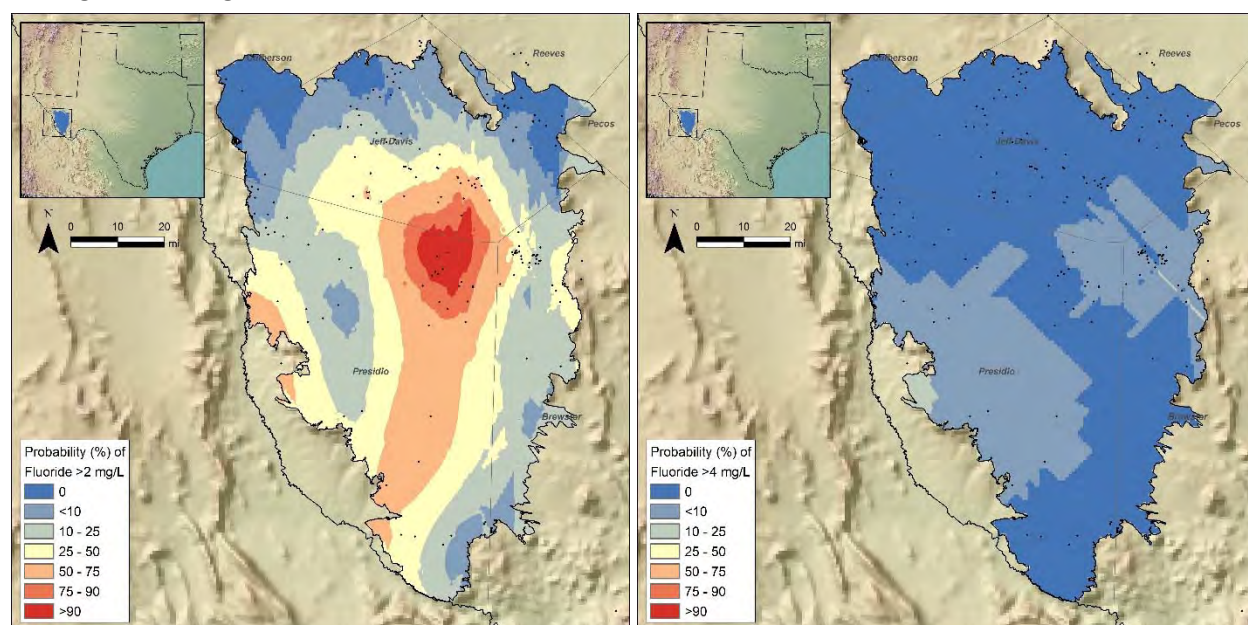 Reeves
Pecos
Jeff-Davis
N
0 10 20
mi
Presidio
Brewster
Probability (%) of
Fluoride >2 mg/L
0
<10
10 - 25
25 - 50
50 - 75
75 - 90
>90
Reeves
Pecos
Jeff-Davis
N
0 10 20
mi
Presidio
Brewster
Probability (%) of
Fluoride >4 mg/L
0
<10
10 - 25
25 - 50
50 - 75
75 - 90
>90